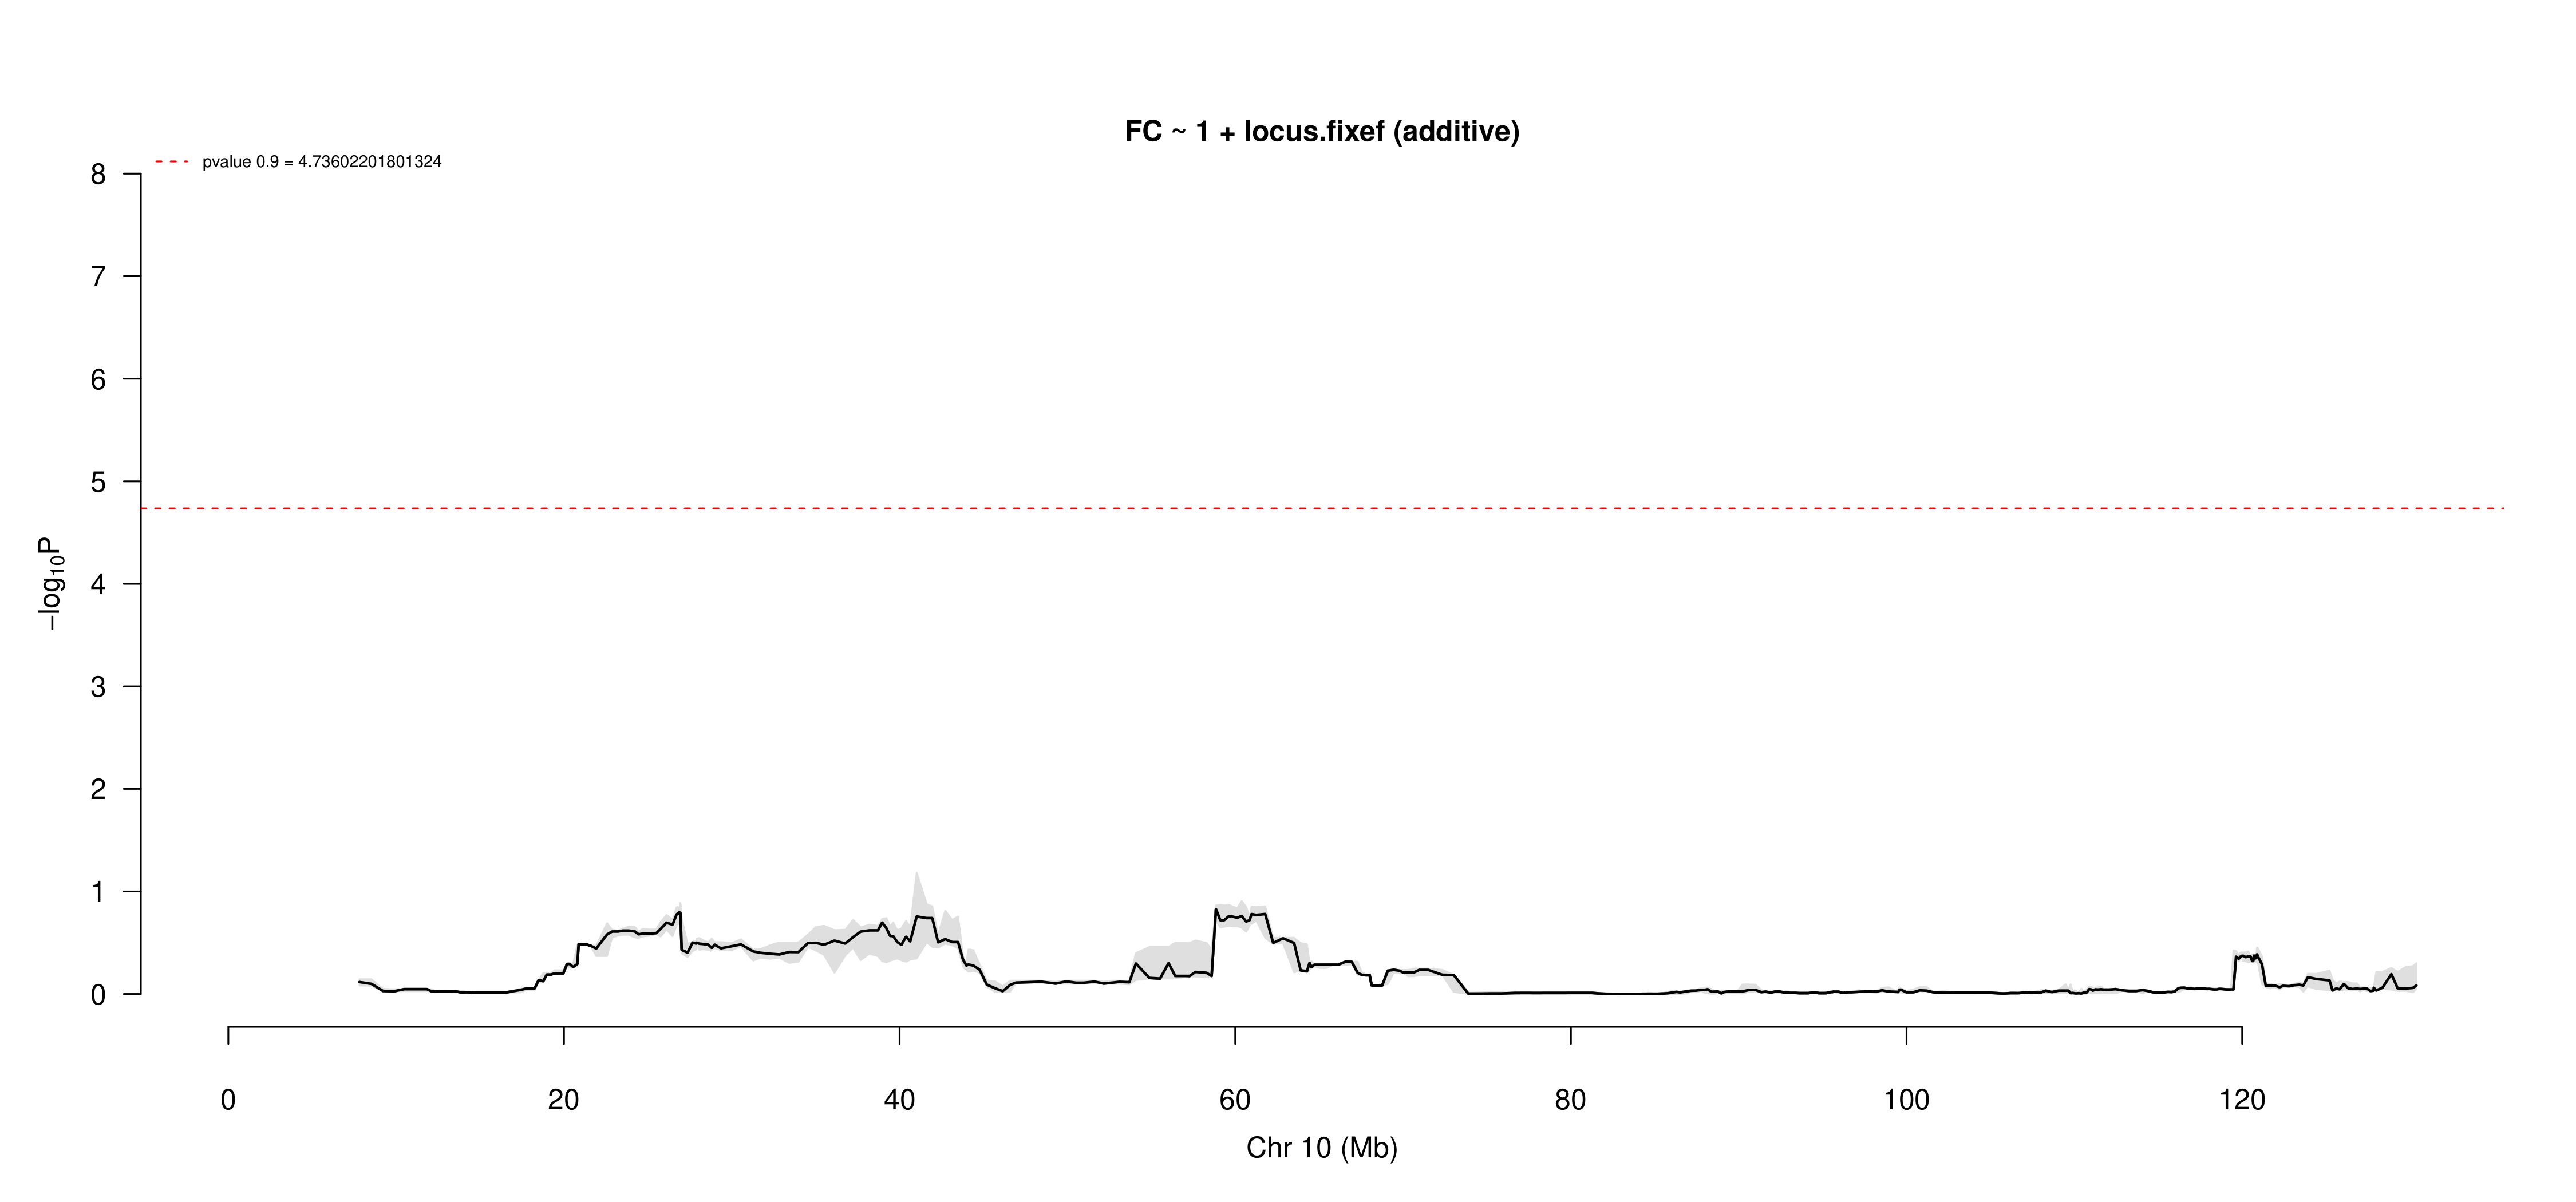 FC ~ 1 + locus.fixef (additive)
pvalue 0.9 = 4.73602201801324
8
7
6
5
4
3
2
1
0
−log10P
0 20 40 60 80 100 120
Chr 10 (Mb)